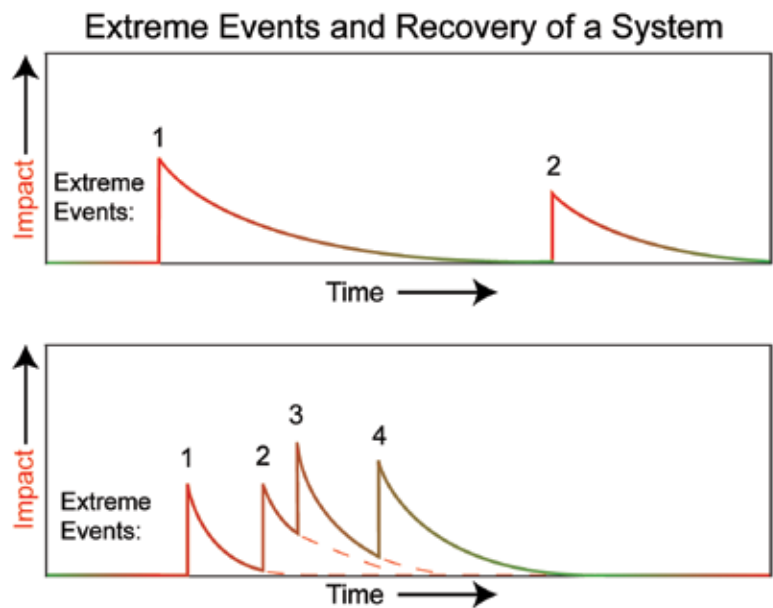 Extreme Events and Recovery of a System
Impact
1
2
Extreme
Events:
Time
Impact
1
2
3
4
Extreme
Events:
Time